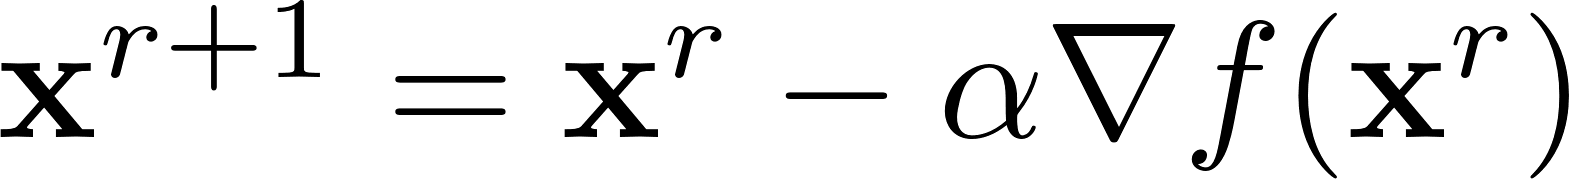 𝐱^{r+1} = 𝐱^r − α∇f(𝐱^r)